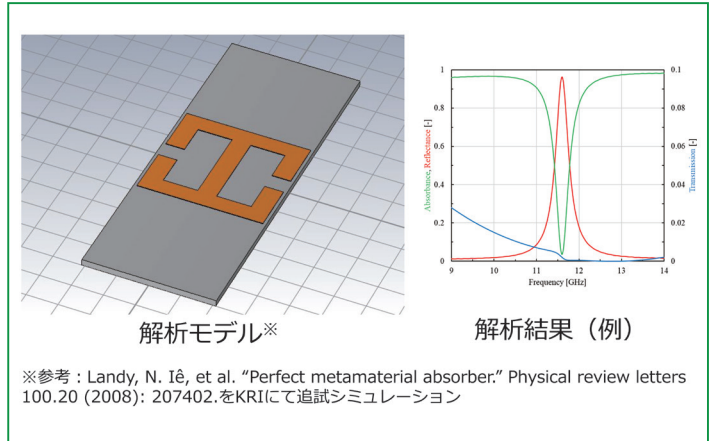 1
0.8
0.6
0.4
0.2
0
0.1
0.08
0.06
0.04
0.02
0
9
10
11
12
13
14
Absorbance, Reflectance [-]
Transmission [-]
Frequency [GHz]
解析モデル※
解析結果（例）
※参考：Landy, N. Iê, et al. “Perfect metamaterial absorber.” Physical review letters
100.20 (2008): 207402.をKRIにて追試シミュレーション